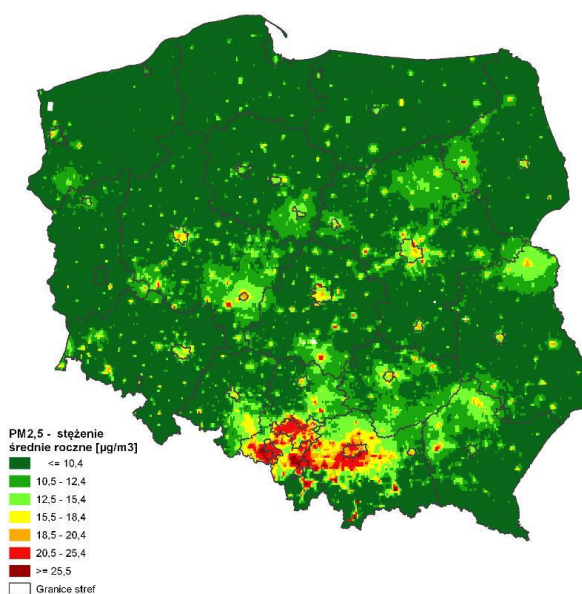 PM2,5 - stężenie
średnie roczne [µg/m3]
<= 10,4
10,5 - 12,4
12,5 - 15,4
15,5 - 18,4
18,5 - 20,4
20,5 - 25,4
>= 25,5
Granice stref